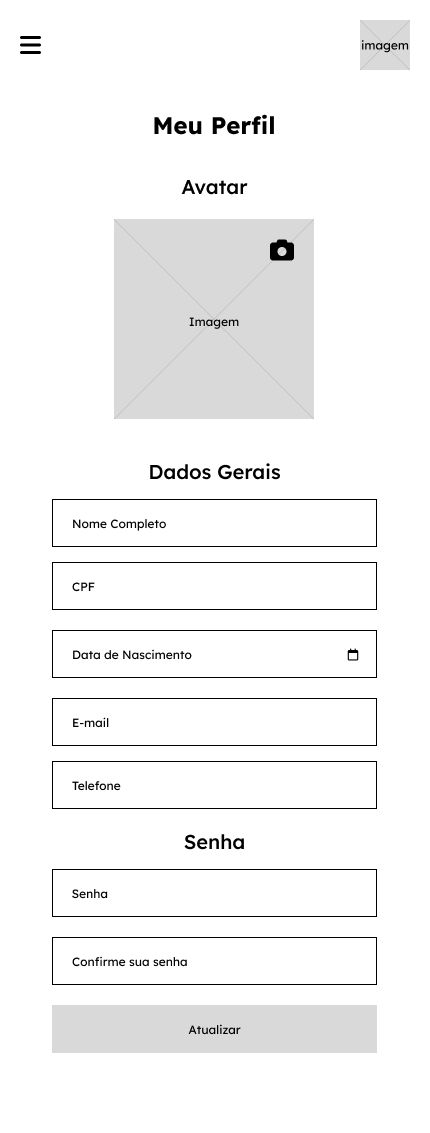 imagem
Meu Perfil
Avatar
Imagem
Dados Gerais
Nome Completo
CPF
Data de Nascimento
E-mail
Telefone
Senha
Senha
Confirme sua senha
Atualizar